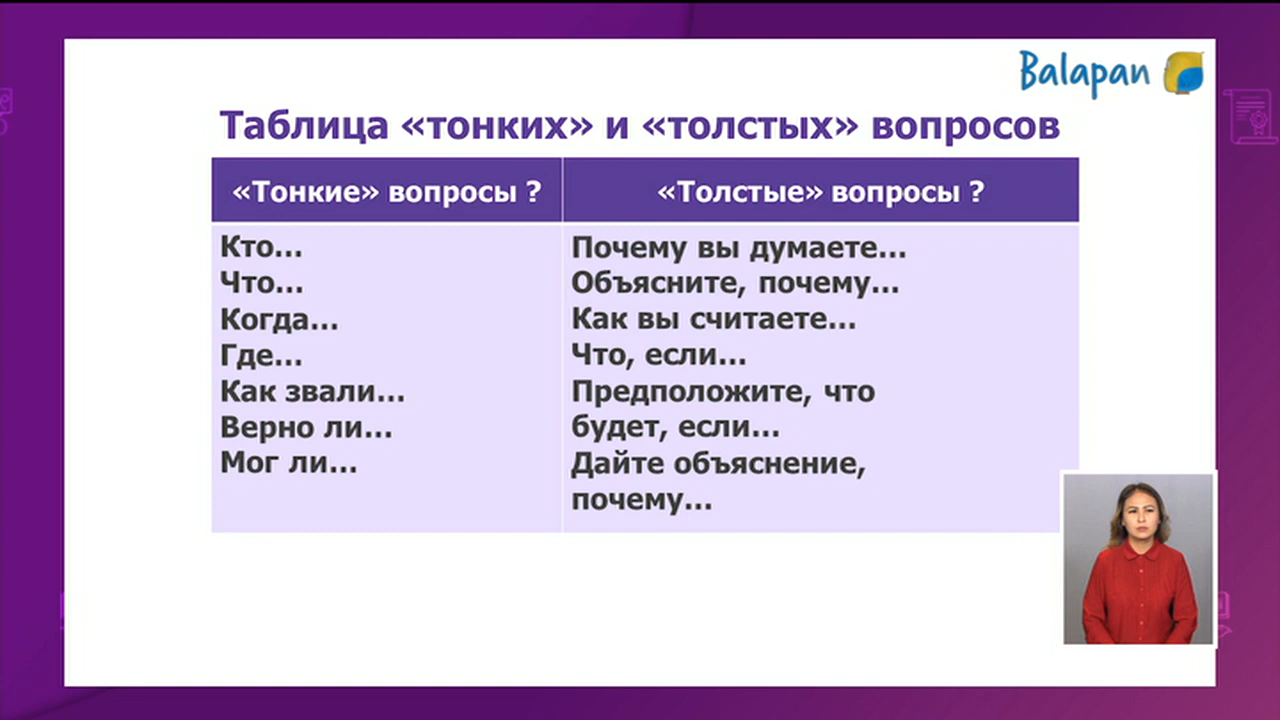 Balapan
Таблица «тонких» и «толстых» вопросов
«Тонкие» вопросы ?
«Толстые» вопросы ?
Кто...
Что...
Когда...
Где...
Как звали...
Верно ли...
Мог ли...
Почему вы думаете...
Объясните, почему...
Как вы считаете...
Что, если...
Предположите, что
будет, если...
Дайте объяснение,
почему...